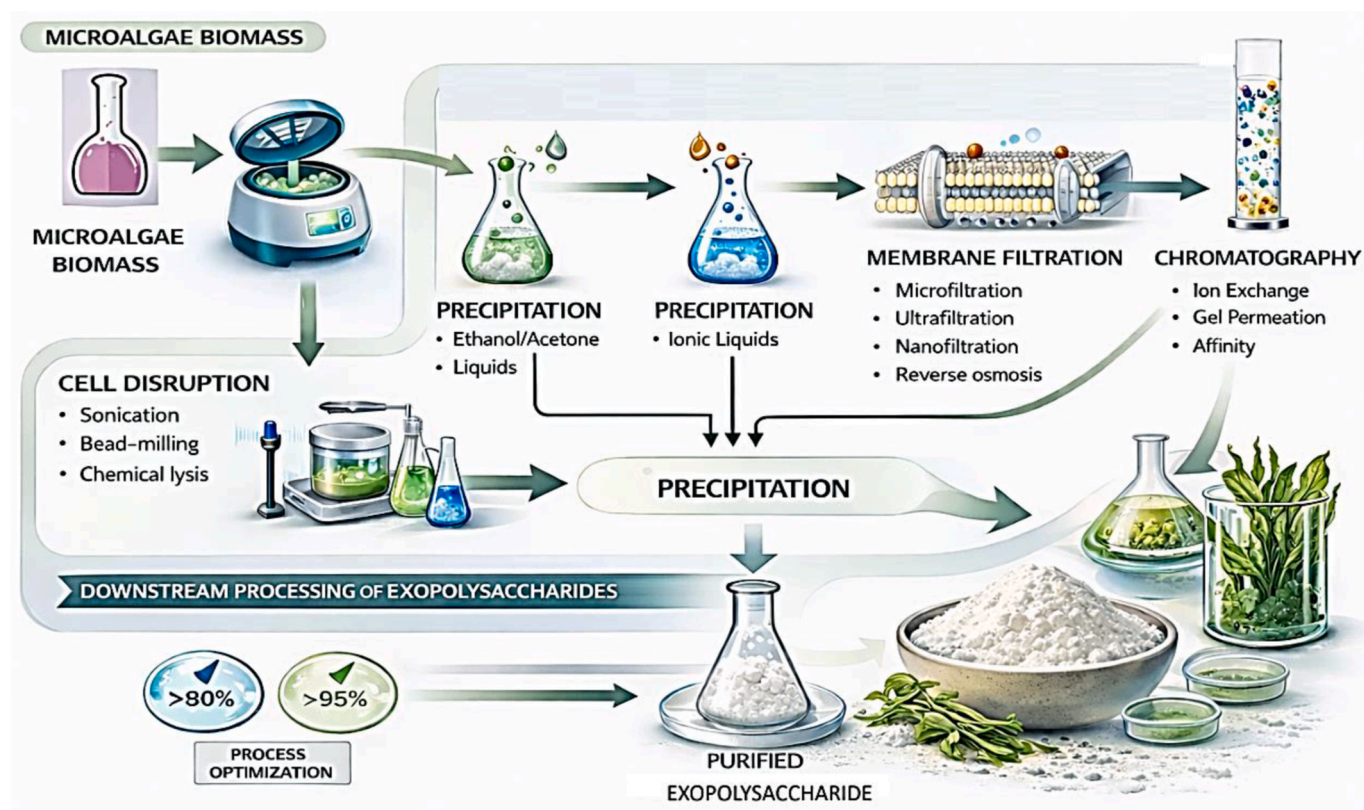 MICROALGAE BIOMASS
MICROALGAE
BIOMASS
PRECIPITATION
• Ethanol/Acetone
• Liquids
PRECIPITATION
• Ionic Liquids
MEMBRANE FILTRATION
• Microfiltration
• Ultrafiltration
• Nanofiltration
• Reverse osmosis
CHROMATOGRAPHY
• Ion Exchange
• Gel Permeation
• Affinity
CELL DISRUPTION
• Sonication
• Bead-milling
• Chemical lysis
PRECIPITATION
DOWNSTREAM PROCESSING OF EXOPOLYSACCHARIDES
>80%
>95%
PROCESS
OPTIMIZATION
PURIFIED
EXOPOLYSACCHARIDE